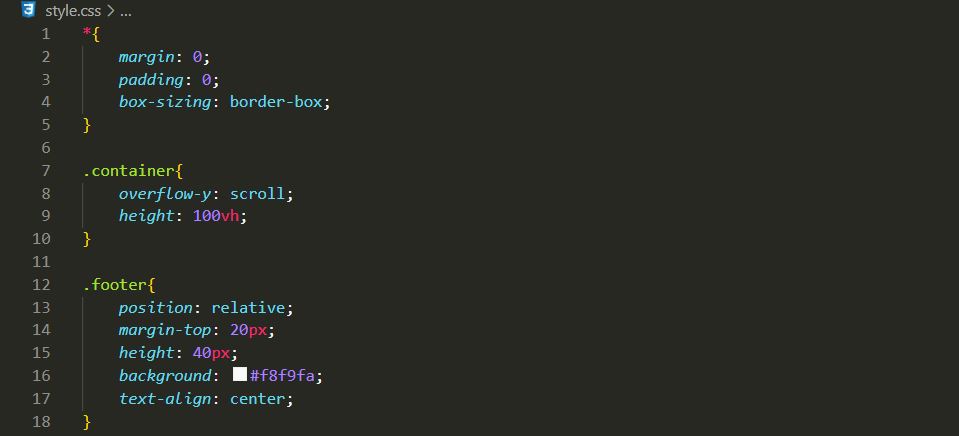 style.css > ...
1 *{
2     margin: 0;
3     padding: 0;
4     box-sizing: border-box;
5 }
6
7 .container{
8     overflow-y: scroll;
9     height: 100vh;
10 }
11
12 .footer{
13     position: relative;
14     margin-top: 20px;
15     height: 40px;
16     background: #f8f9fa;
17     text-align: center;
18 }